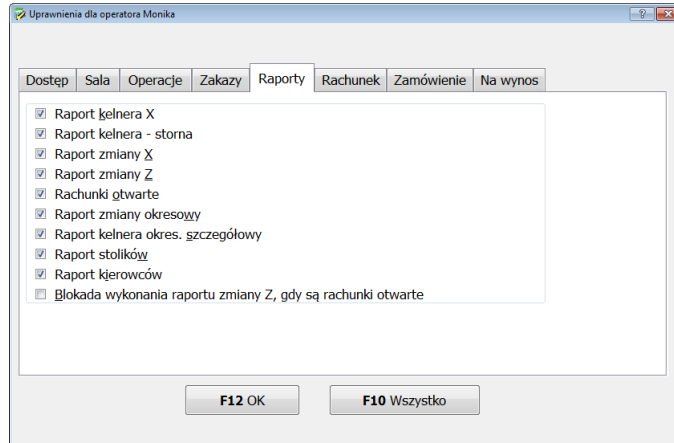 Uprawnienia dla operatora Monika
Dostęp Sala Operacje Zakazy Raporty Rachunek Zamówienie Na wynos
Raport kelnera X
Raport kelnera - storna
Raport zmiany X
Raport zmiany Z
Rachunki otwarte
Raport zmiany okresowy
Raport kelnera okres. szczegółowy
Raport stolików
Raport kierowców
Blokada wykonania raportu zmiany Z, gdy są rachunki otwarte
F12 OK F10 Wszystko